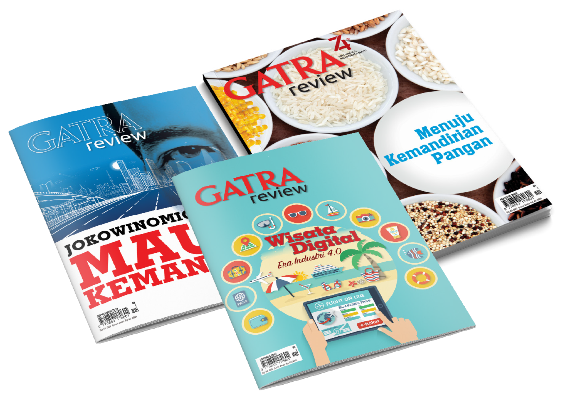 GATRA
review
JOKOWINOMIC
MAU
KEMAN
GATRA
review
Menuju
Kemandirian
Pangan
GATRA
review
Wisata
Digital
Era Industri 4.0